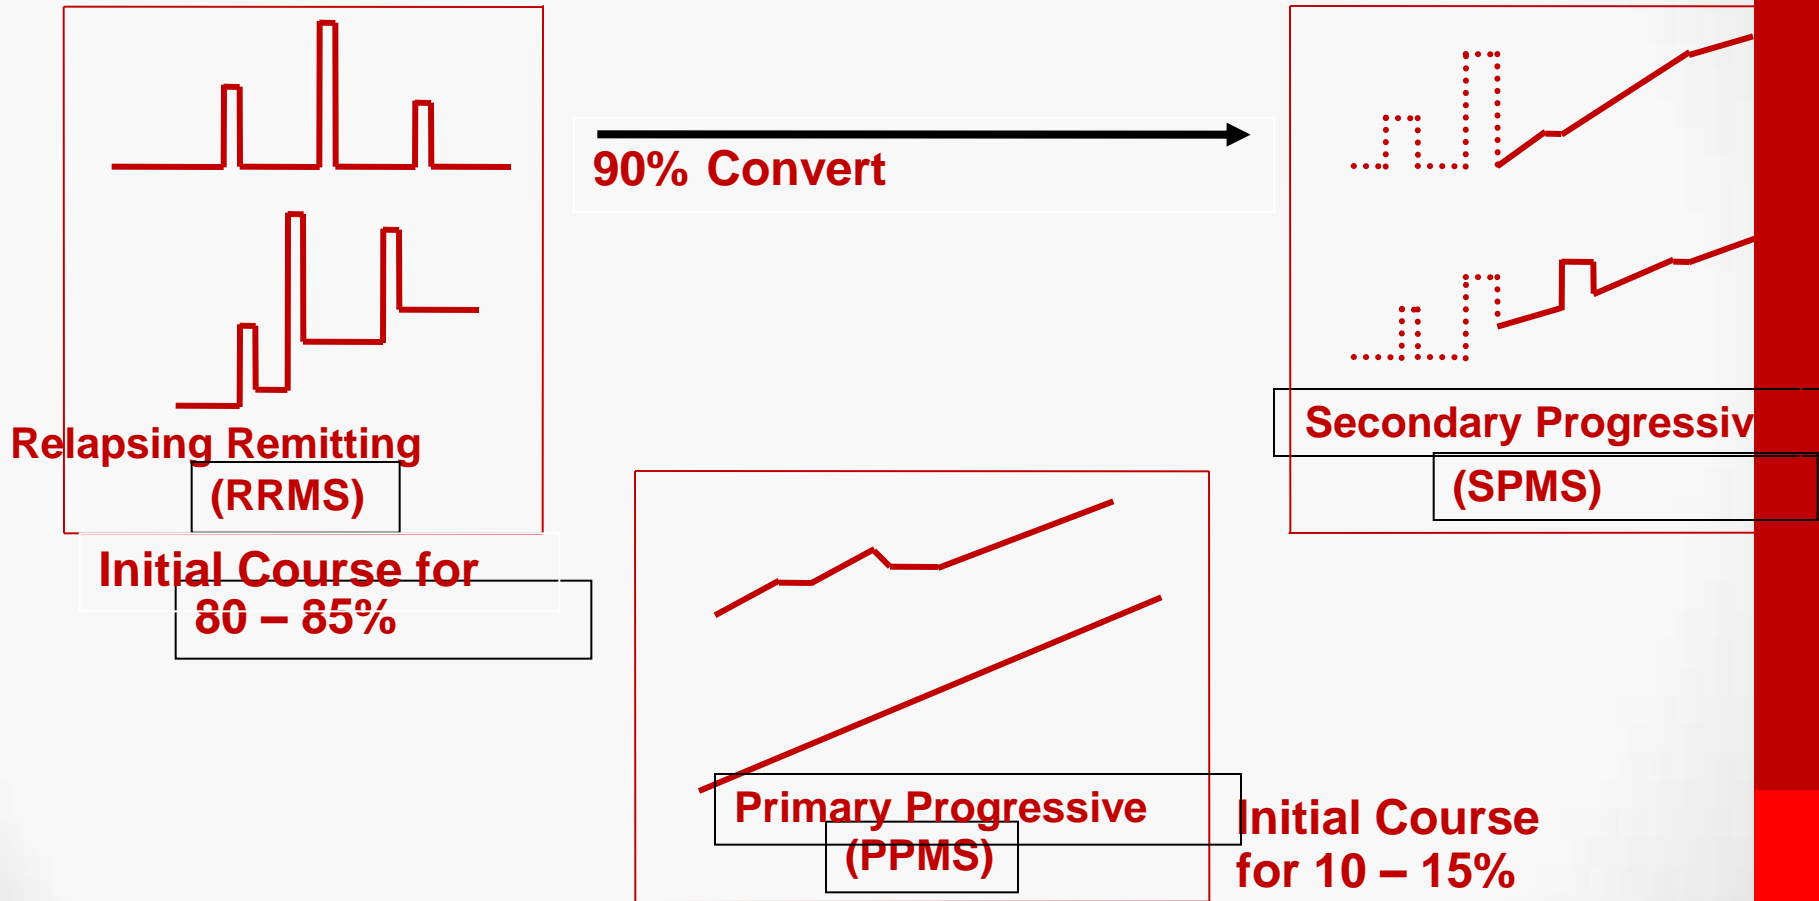 90% Convert
Relapsing Remitting
(RRMS)
Initial Course for
80 – 85%
Secondary Progressiv
(SPMS)
Primary Progressive
(PPMS)
Initial Course
for 10 – 15%